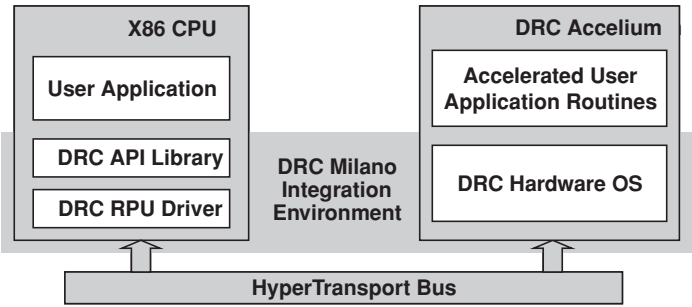 X86 CPU
User Application
DRC API Library
DRC RPU Driver
DRC Milano
Integration
Environment
DRC Accelium
Accelerated User
Application Routines
DRC Hardware OS
HyperTransport Bus